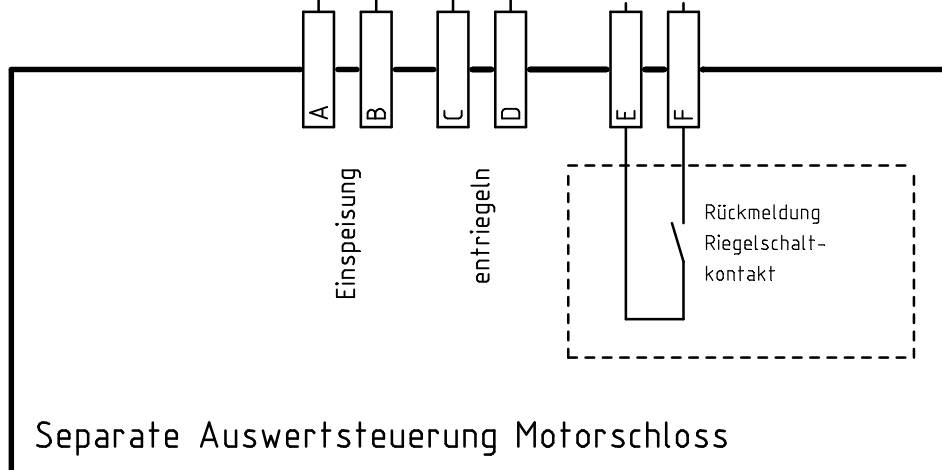 A B C D E F
Einspeisung
entriegeln
Rückmeldung
Riegelschalt-
kontakt
Separate Auswertsteuerung Motorschloss